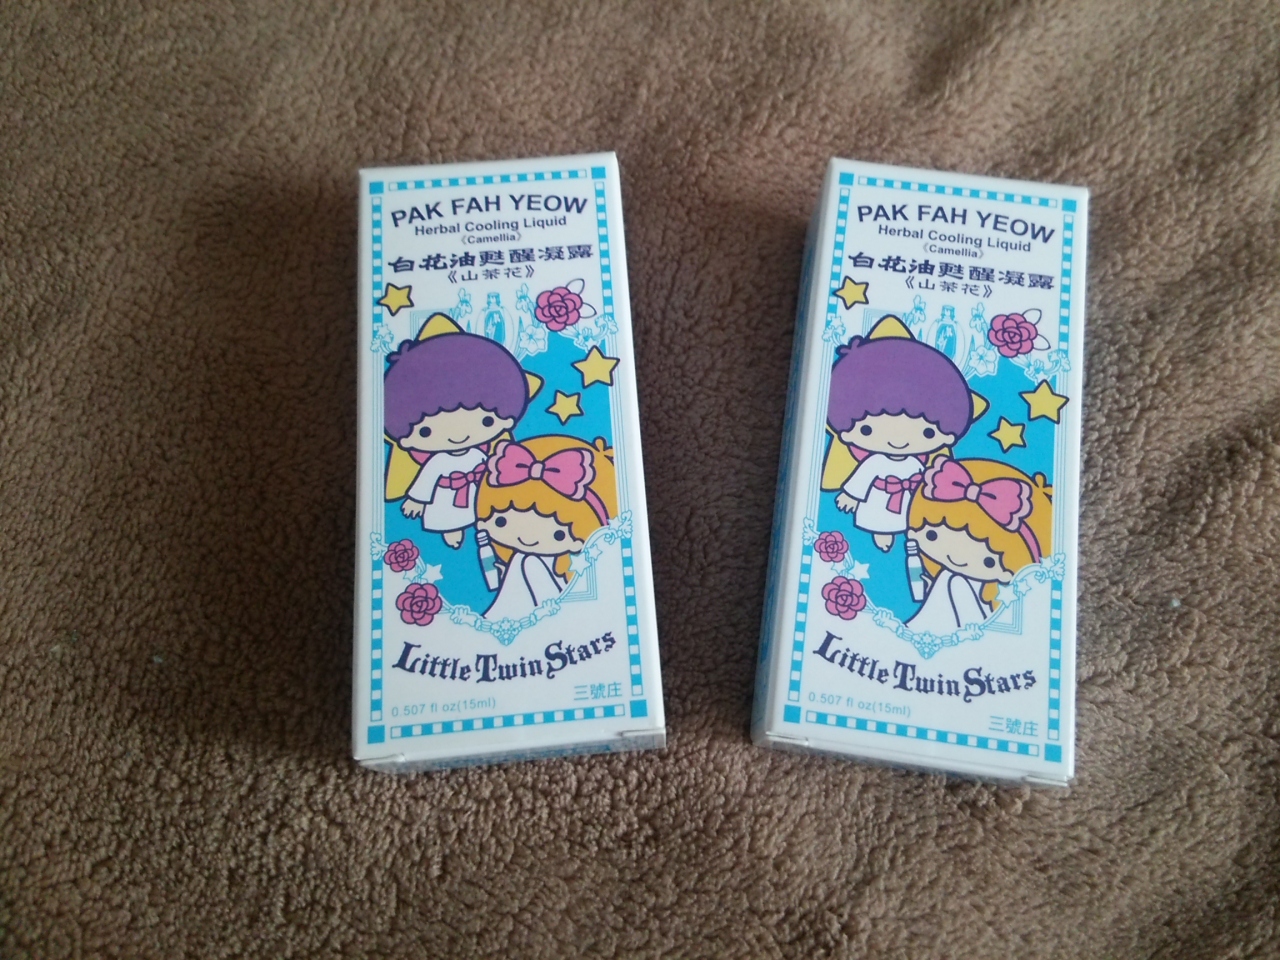 PAK FAH YEOW
Herbal Cooling Liquid
《Camellia》
白花油甦醒凝露
《山茶花》
Little Twin Stars
0.507 fl oz(15ml)
三號庄
PAK FAH YEOW
Herbal Cooling Liquid
《Camellia》
白花油甦醒凝露
《山茶花》
Little Twin Stars
0.507 fl oz(15ml)
三號庄